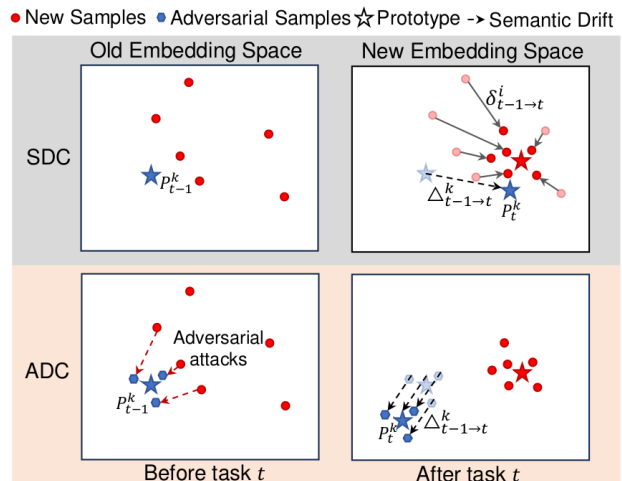 New Samples Adversarial Samples Prototype Semantic Drift
Old Embedding Space New Embedding Space
SDC
P^k_{t-1}
δ^i_{t-1→t}
△^k_{t-1→t}
P^k_t
ADC
Adversarial
attacks
P^k_{t-1}
P^k_t
△^k_{t-1→t}
Before task t After task t